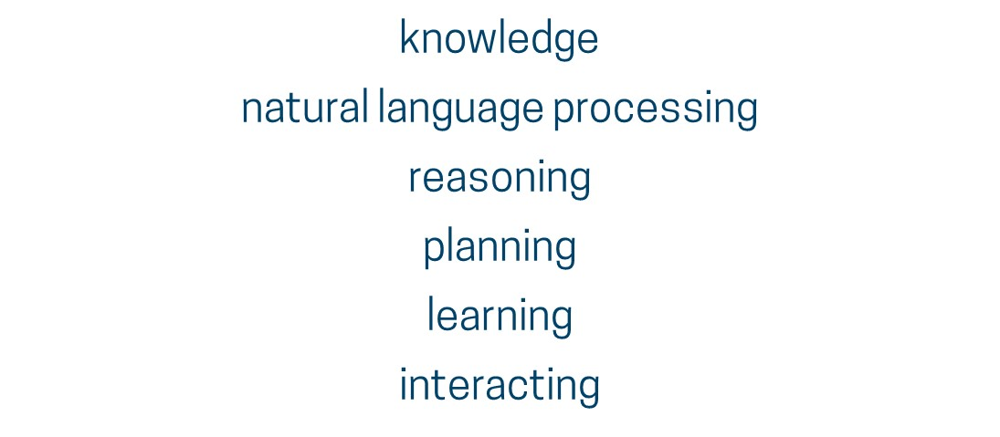 knowledge
natural language processing
reasoning
planning
learning
interacting